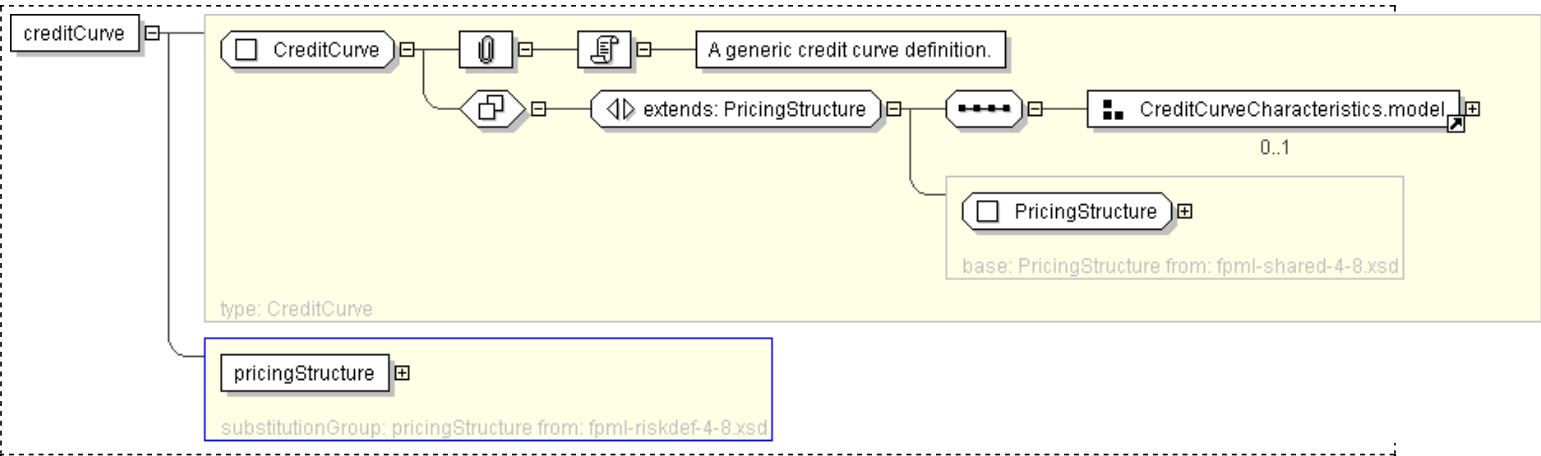 creditCurve
CreditCurve
A generic credit curve definition.
extends: PricingStructure
CreditCurveCharacteristics.model
0..1
PricingStructure
base: PricingStructure from: fpml-shared-4-8.xsd
type: CreditCurve
pricingStructure
substitutionGroup: pricingStructure from: fpml-riskdef-4-8.xsd